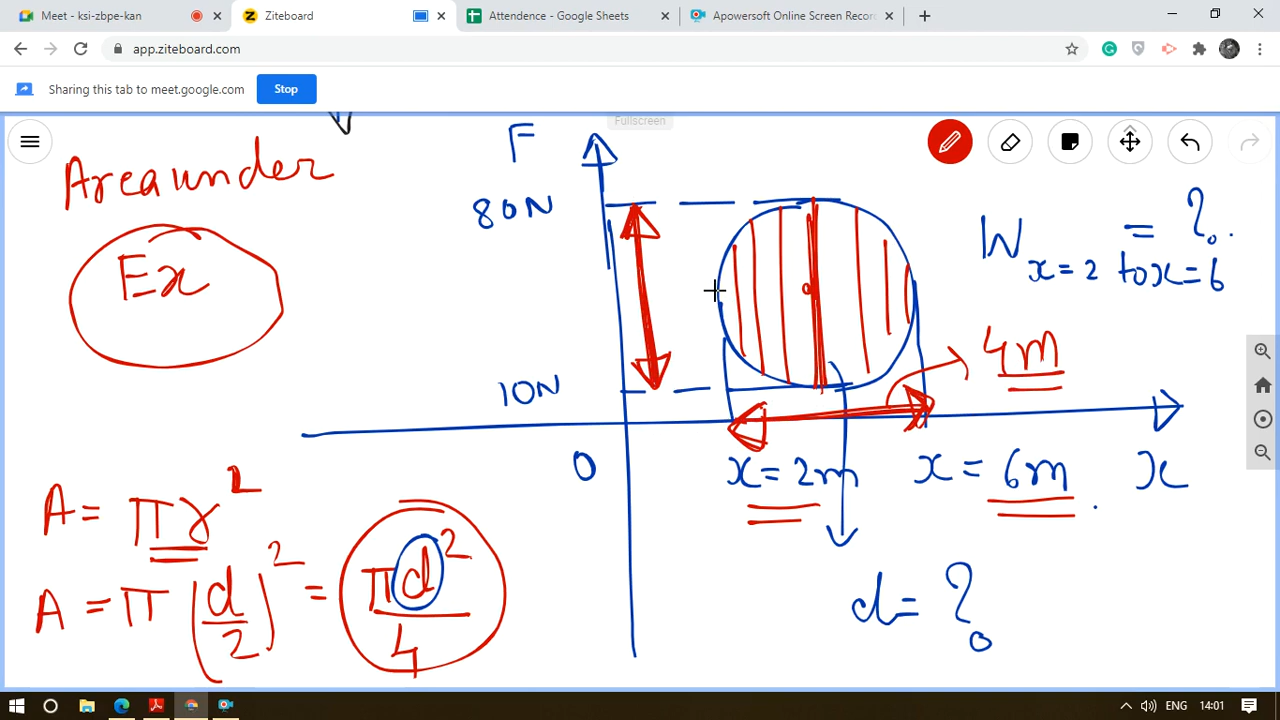 Meet - ksi-zbpe-kan
Ziteboard
Attendence - Google Sheets
Apowersoft Online Screen Recor
app.ziteboard.com
Sharing this tab to meet.google.com
Stop
Fullscreen
Area under
F
80N
W x=2 to x=6 = ?
Ex
4m
10N
0
x = 2m
x = 6m
x
A = πr²
A = π (d/2)² = πd²/4
d = ?
ENG
14:01